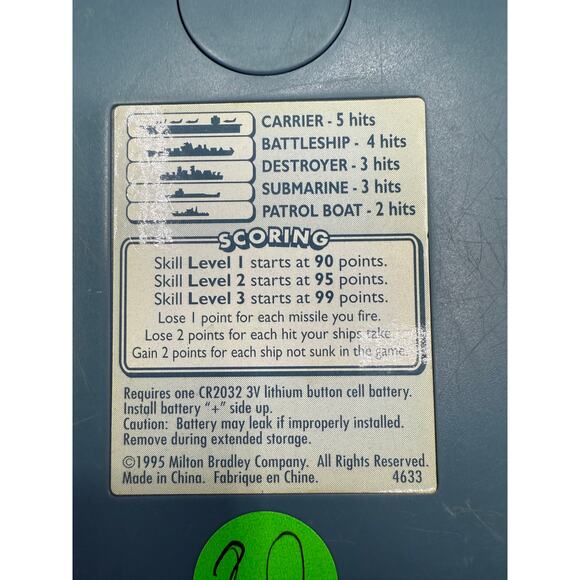 CARRIER - 5 hits
BATTLESHIP - 4 hits
DESTROYER - 3 hits
SUBMARINE - 3 hits
PATROL BOAT - 2 hits
SCORING
Skill Level 1 starts at 90 points.
Skill Level 2 starts at 95 points.
Skill Level 3 starts at 99 points.
Lose 1 point for each missile you fire.
Lose 2 points for each hit your ships take.
Gain 2 points for each ship not sunk in the game.
Requires one CR2032 3V lithium button cell battery.
Install battery "+" side up.
Caution: Battery may leak if improperly installed.
Remove during extended storage.
©1995 Milton Bradley Company. All Rights Reserved.
Made in China. Fabrique en Chine. 4633